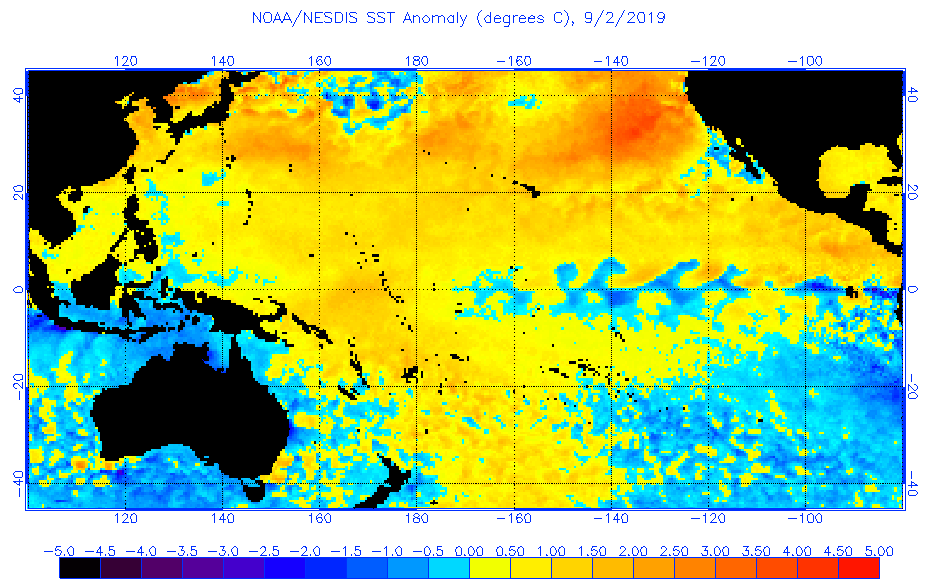 NOAA/NESDIS SST Anomaly (degrees C), 9/2/2019
120 140 160 180 −160 −140 −120 −100
40 40
20 20
0 0
−20 −20
−40 −40
120 140 160 180 −160 −140 −120 −100
−5.0 −4.5 −4.0 −3.5 −3.0 −2.5 −2.0 −1.5 −1.0 −0.5 0.00 0.50 1.00 1.50 2.00 2.50 3.00 3.50 4.00 4.50 5.00